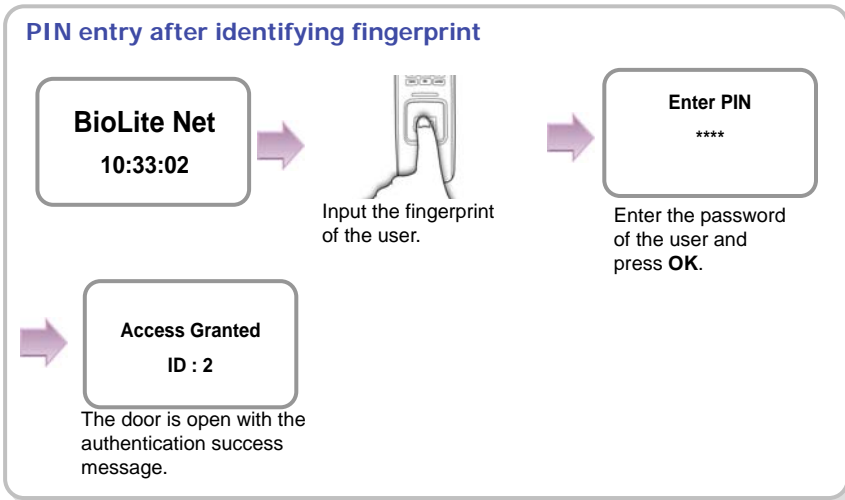 PIN entry after identifying fingerprint
BioLite Net
10:33:02
Input the fingerprint
of the user.
Enter PIN
****
Enter the password
of the user and
press OK.
Access Granted
ID : 2
The door is open with the
authentication success
message.